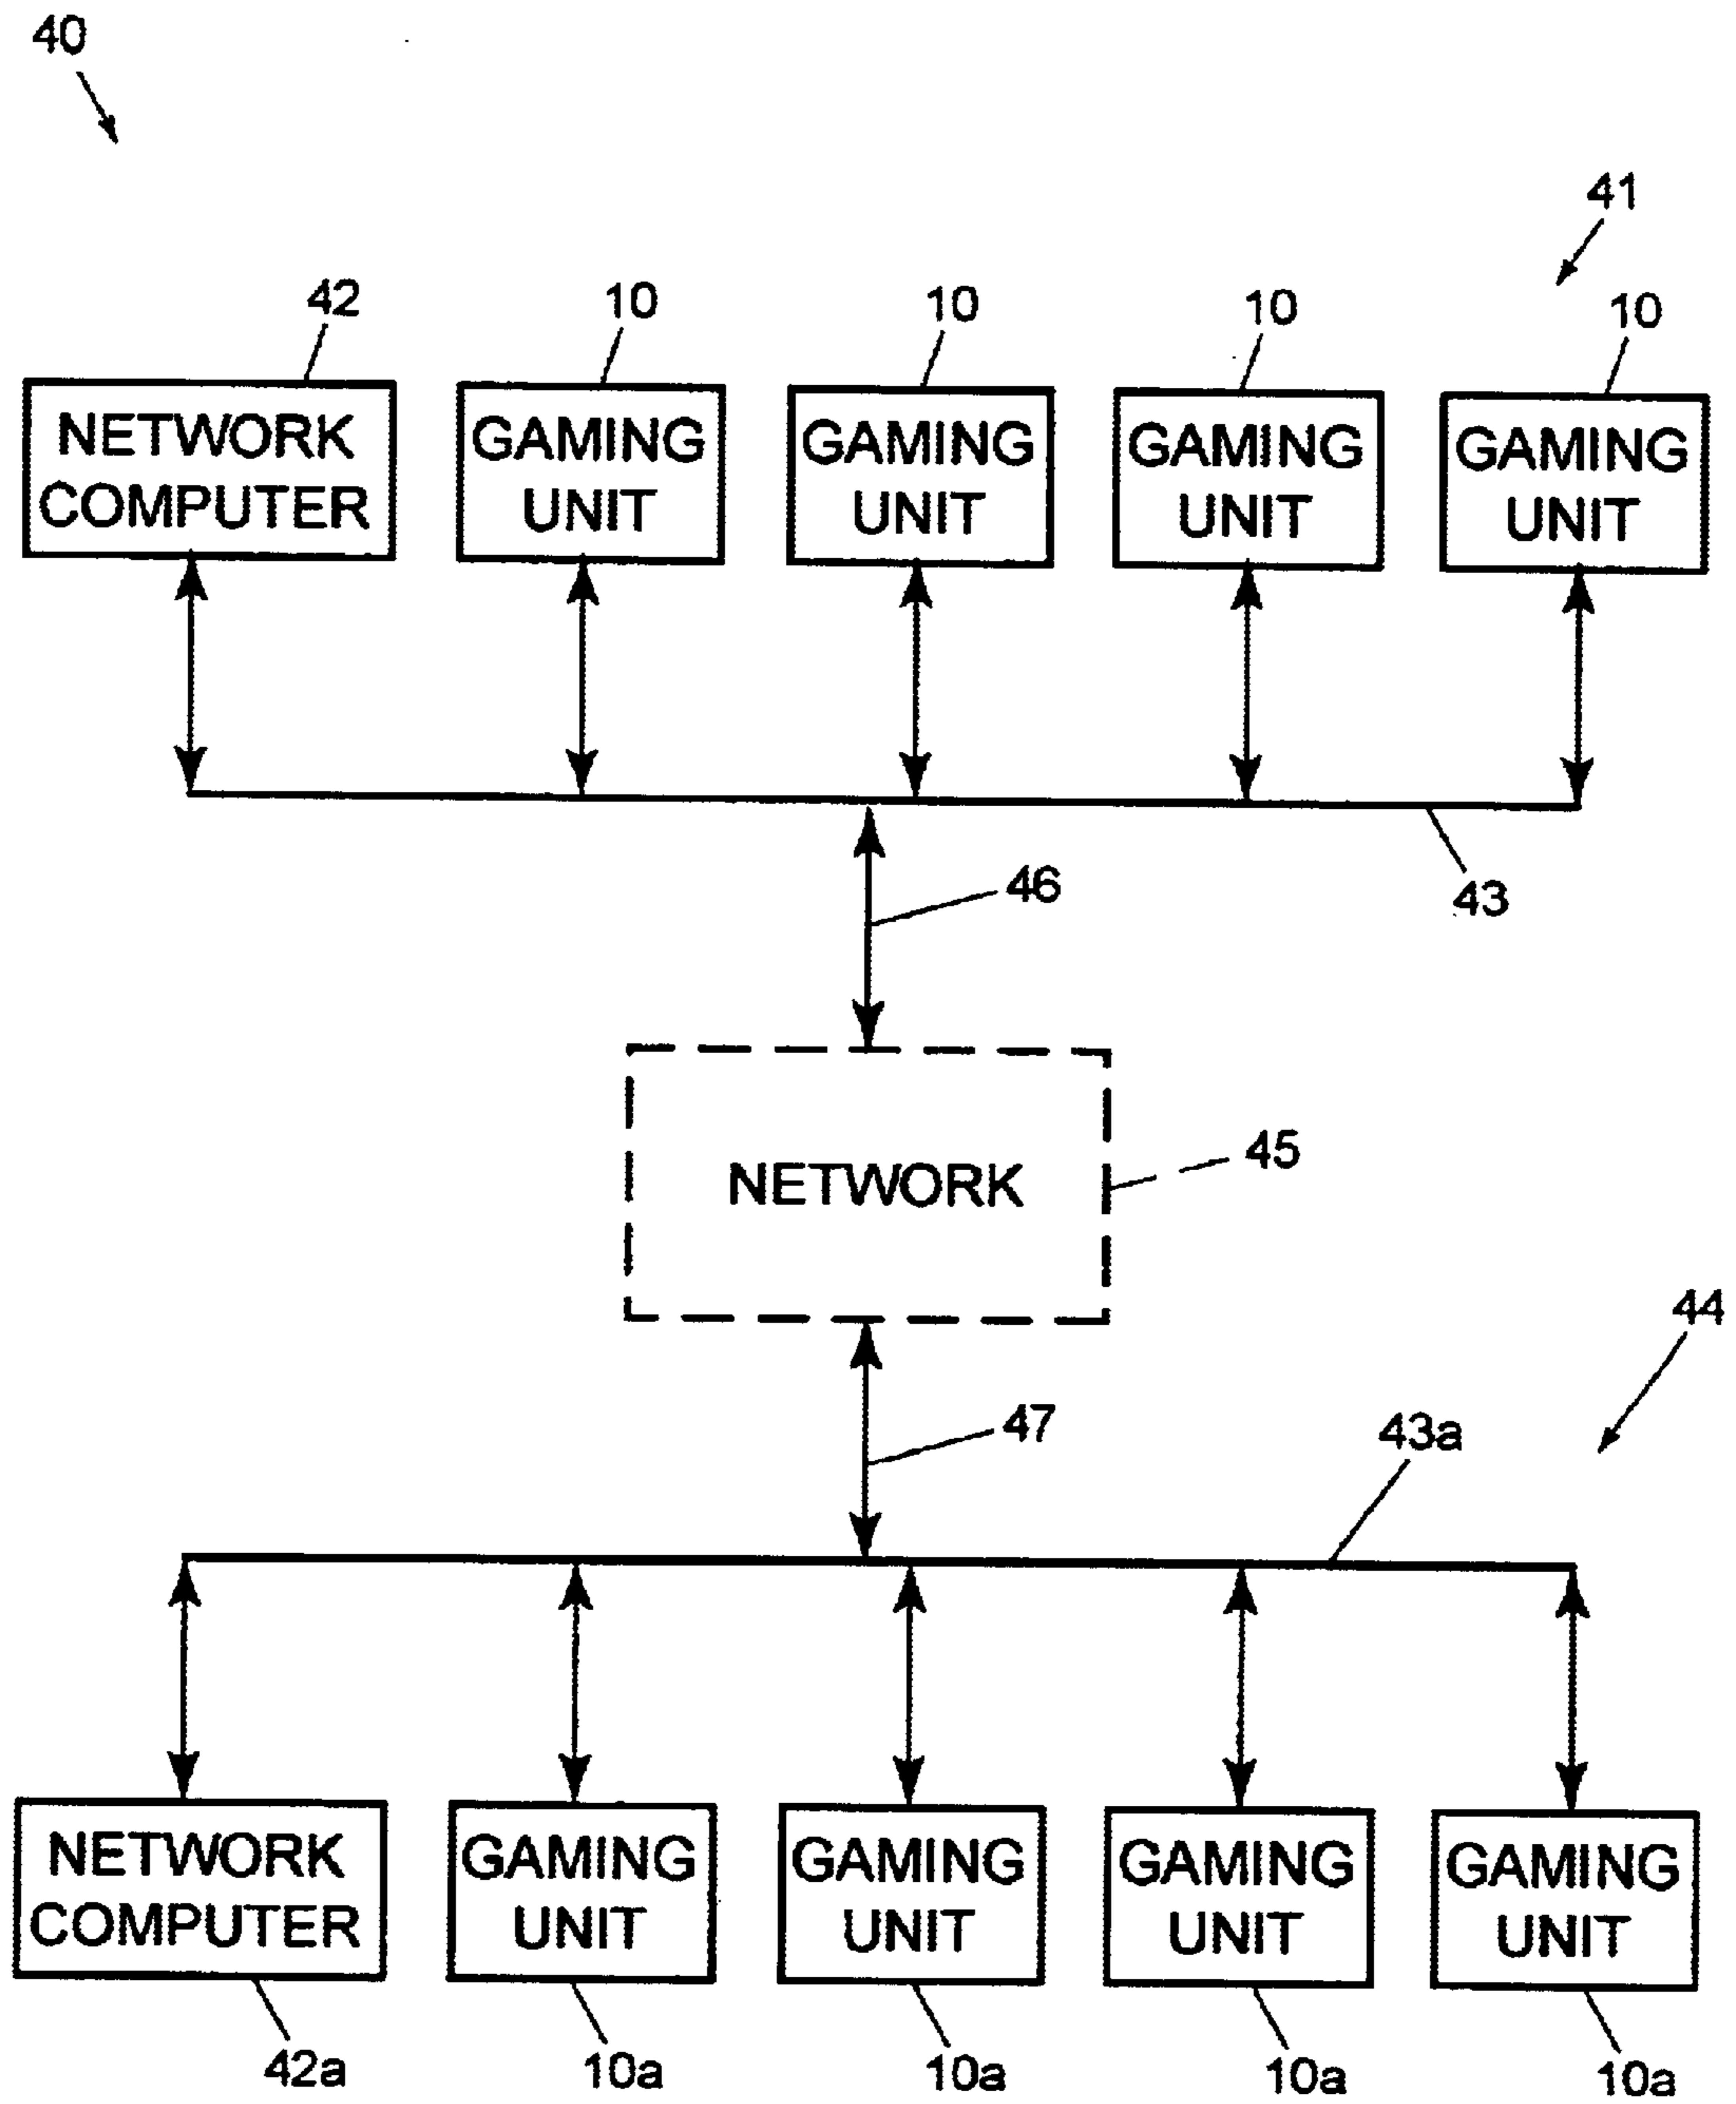 40
41
42
10
10
10
10
NETWORK
COMPUTER
GAMING
UNIT
GAMING
UNIT
GAMING
UNIT
GAMING
UNIT
46
43
NETWORK
45
44
47
43a
NETWORK
COMPUTER
GAMING
UNIT
GAMING
UNIT
GAMING
UNIT
GAMING
UNIT
42a
10a
10a
10a
10a